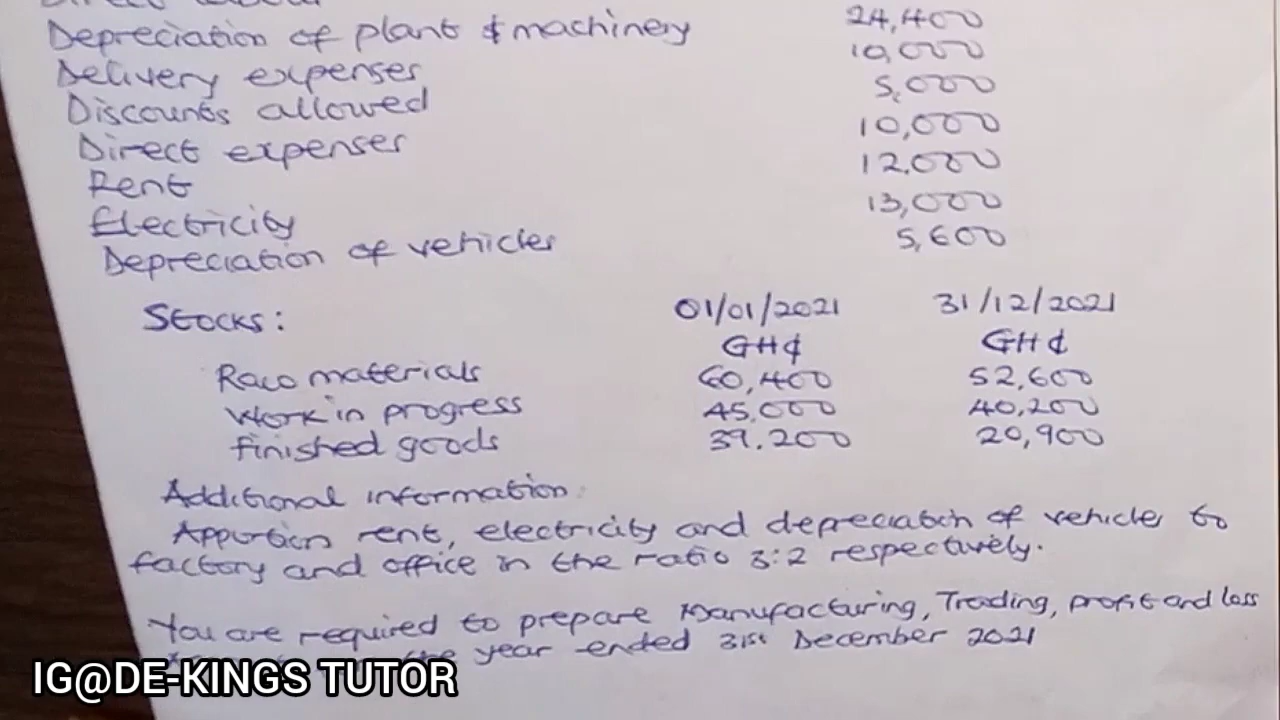 Depreciation of plant & machinery 24,400
Delivery expenses 10,000
Discounts allowed 5,000
Direct expenses 10,000
Rent 12,000
Electricity 13,000
Depreciation of vehicles 5,600
Stocks: 01/01/2021 31/12/2021
GH¢ GH¢
Raw materials 60,400 52,600
Work in progress 45,000 40,200
Finished goods 39,200 20,900
Additional information:
Apportion rent, electricity and depreciation of vehicles to
factory and office in the ratio 3:2 respectively.
You are required to prepare Manufacturing, Trading, profit and loss
the year ended 31st December 2021
IG@DE-KINGS TUTOR